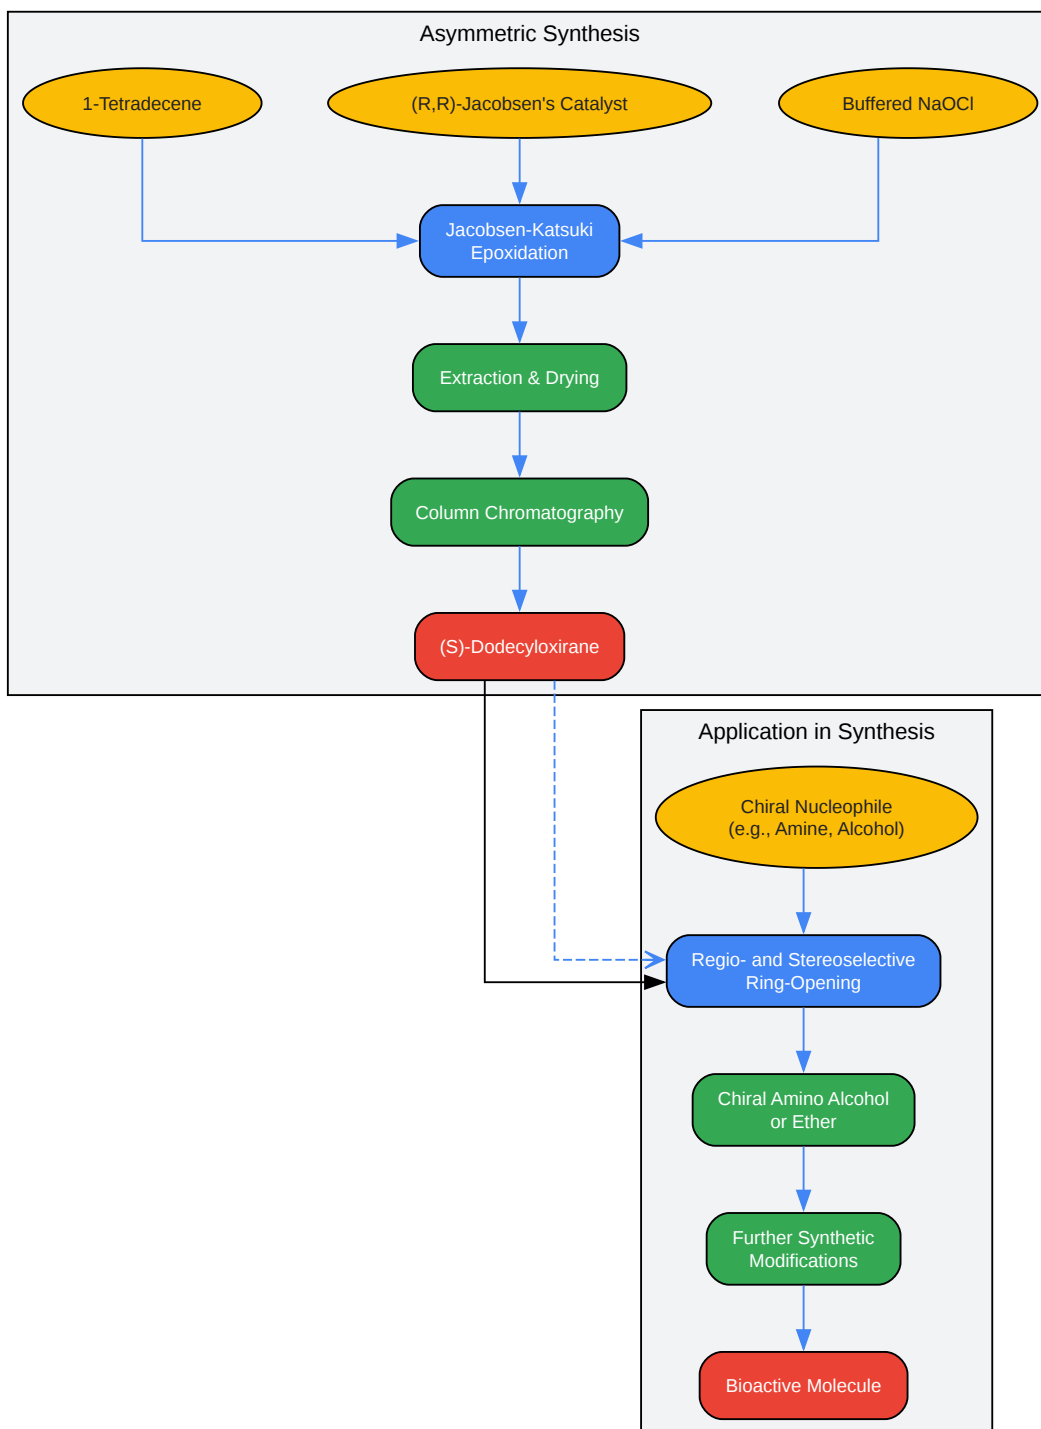 Asymmetric Synthesis
1-Tetradecene
(R,R)-Jacobsen's Catalyst
Buffered NaOCl
Jacobsen-Katsuki
Epoxidation
Extraction & Drying
Column Chromatography
(S)-Dodecyloxirane
Application in Synthesis
Chiral Nucleophile
(e.g., Amine, Alcohol)
Regio- and Stereoselective
Ring-Opening
Chiral Amino Alcohol
or Ether
Further Synthetic
Modifications
Bioactive Molecule